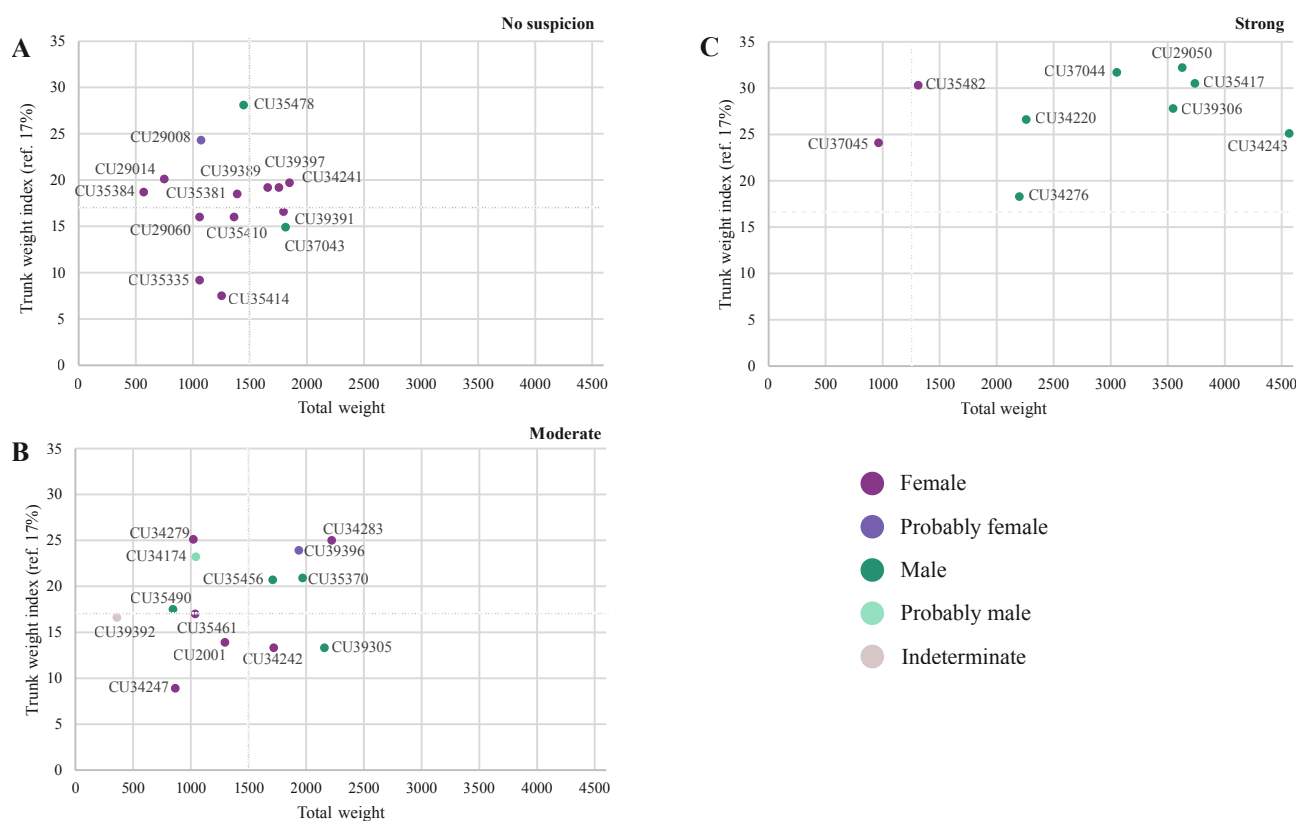 A
No suspicion
Trunk weight index (ref. 17%)
35
30
25
20
15
10
5
0
CU35478
CU29008
CU29014
CU39389
CU39397
CU34241
CU35384
CU35381
CU29060
CU35410
CU39391
CU37043
CU35335
CU35414
0 500 1000 1500 2000 2500 3000 3500 4000 4500
Total weight
C
Strong
Trunk weight index (ref. 17%)
35
30
25
20
15
10
5
0
CU29050
CU37044
CU35417
CU35482
CU39306
CU34220
CU37045
CU34243
CU34276
0 500 1000 1500 2000 2500 3000 3500 4000 4500
Total weight
B
Moderate
Trunk weight index (ref. 17%)
35
30
25
20
15
10
5
0
CU34279
CU34283
CU34174
CU39396
CU35456
CU35370
CU35490
CU39392
CU35461
CU2001
CU34242
CU39305
CU34247
0 500 1000 1500 2000 2500 3000 3500 4000 4500
Total weight
Female
Probably female
Male
Probably male
Indeterminate